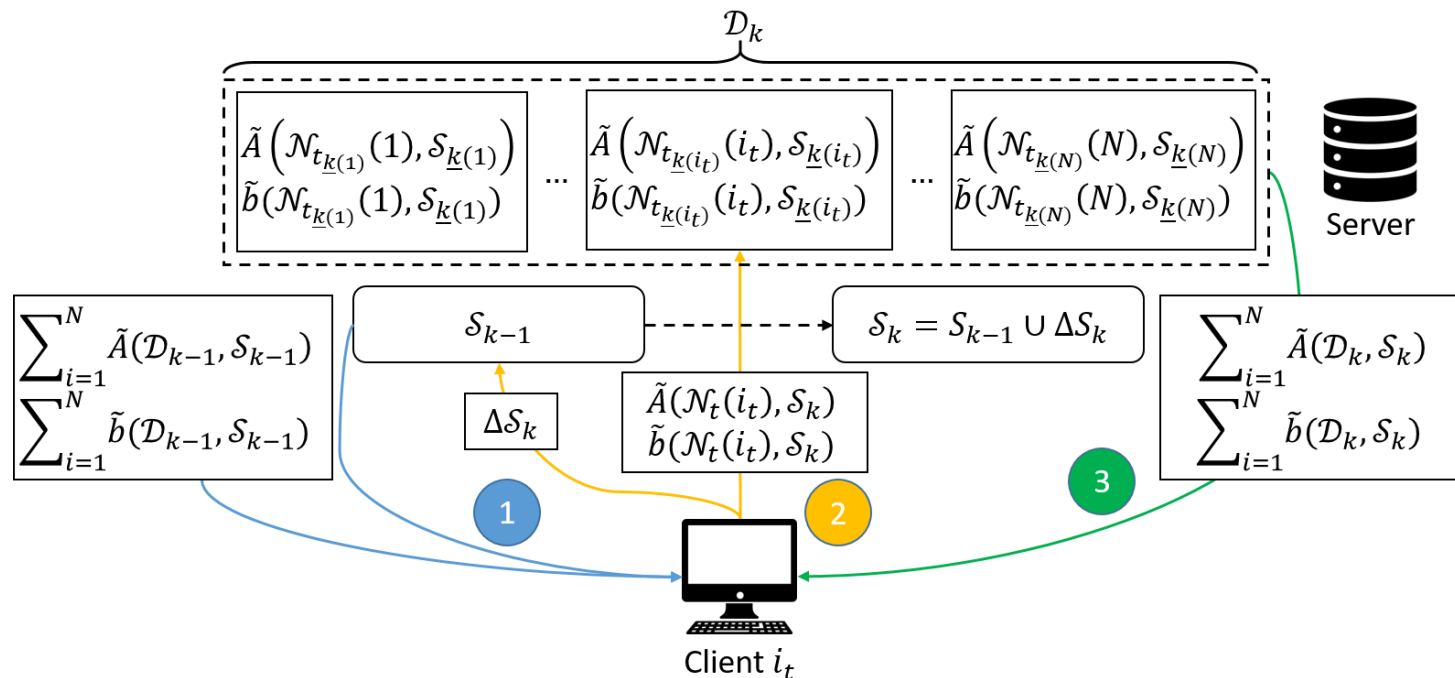 𝒟ₖ
Ã(𝒩_{t_{k̲(1)}}(1), 𝒮_{k̲(1)})
b̃(𝒩_{t_{k̲(1)}}(1), 𝒮_{k̲(1)})
...
Ã(𝒩_{t_{k̲(i_t)}}(i_t), 𝒮_{k̲(i_t)})
b̃(𝒩_{t_{k̲(i_t)}}(i_t), 𝒮_{k̲(i_t)})
...
Ã(𝒩_{t_{k̲(N)}}(N), 𝒮_{k̲(N)})
b̃(𝒩_{t_{k̲(N)}}(N), 𝒮_{k̲(N)})
Server
∑_{i=1}^{N} Ã(𝒟_{k−1}, 𝒮_{k−1})
∑_{i=1}^{N} b̃(𝒟_{k−1}, 𝒮_{k−1})
𝒮_{k−1}
𝒮_k = S_{k−1} ∪ Δ𝒮_k
Δ𝒮_k
Ã(𝒩_t(i_t), 𝒮_k)
b̃(𝒩_t(i_t), 𝒮_k)
∑_{i=1}^{N} Ã(𝒟_k, 𝒮_k)
∑_{i=1}^{N} b̃(𝒟_k, 𝒮_k)
1
2
3
Client i_t